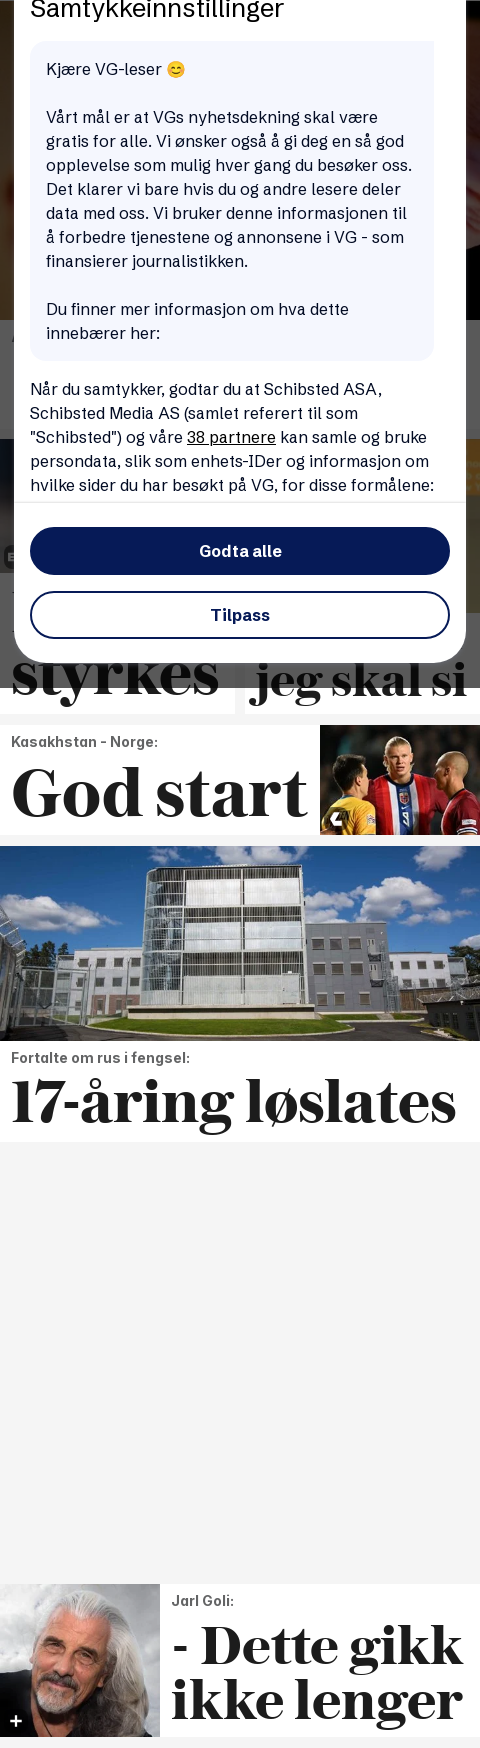 Samtykkeinnstillinger
Kjære VG-leser 😊
Vårt mål er at VGs nyhetsdekning skal være
gratis for alle. Vi ønsker også å gi deg en så god
opplevelse som mulig hver gang du besøker oss.
Det klarer vi bare hvis du og andre lesere deler
data med oss. Vi bruker denne informasjonen til
å forbedre tjenestene og annonsene i VG - som
finansierer journalistikken.
Du finner mer informasjon om hva dette
innebærer her:
Når du samtykker, godtar du at Schibsted ASA,
Schibsted Media AS (samlet referert til som
"Schibsted") og våre 38 partnere kan samle og bruke
persondata, slik som enhets-IDer og informasjon om
hvilke sider du har besøkt på VG, for disse formålene:
Godta alle
Tilpass
styrkes
jeg skal si
Kasakhstan - Norge:
God start
Fortalte om rus i fengsel:
17-åring løslates
Jarl Goli:
- Dette gikk
ikke lenger